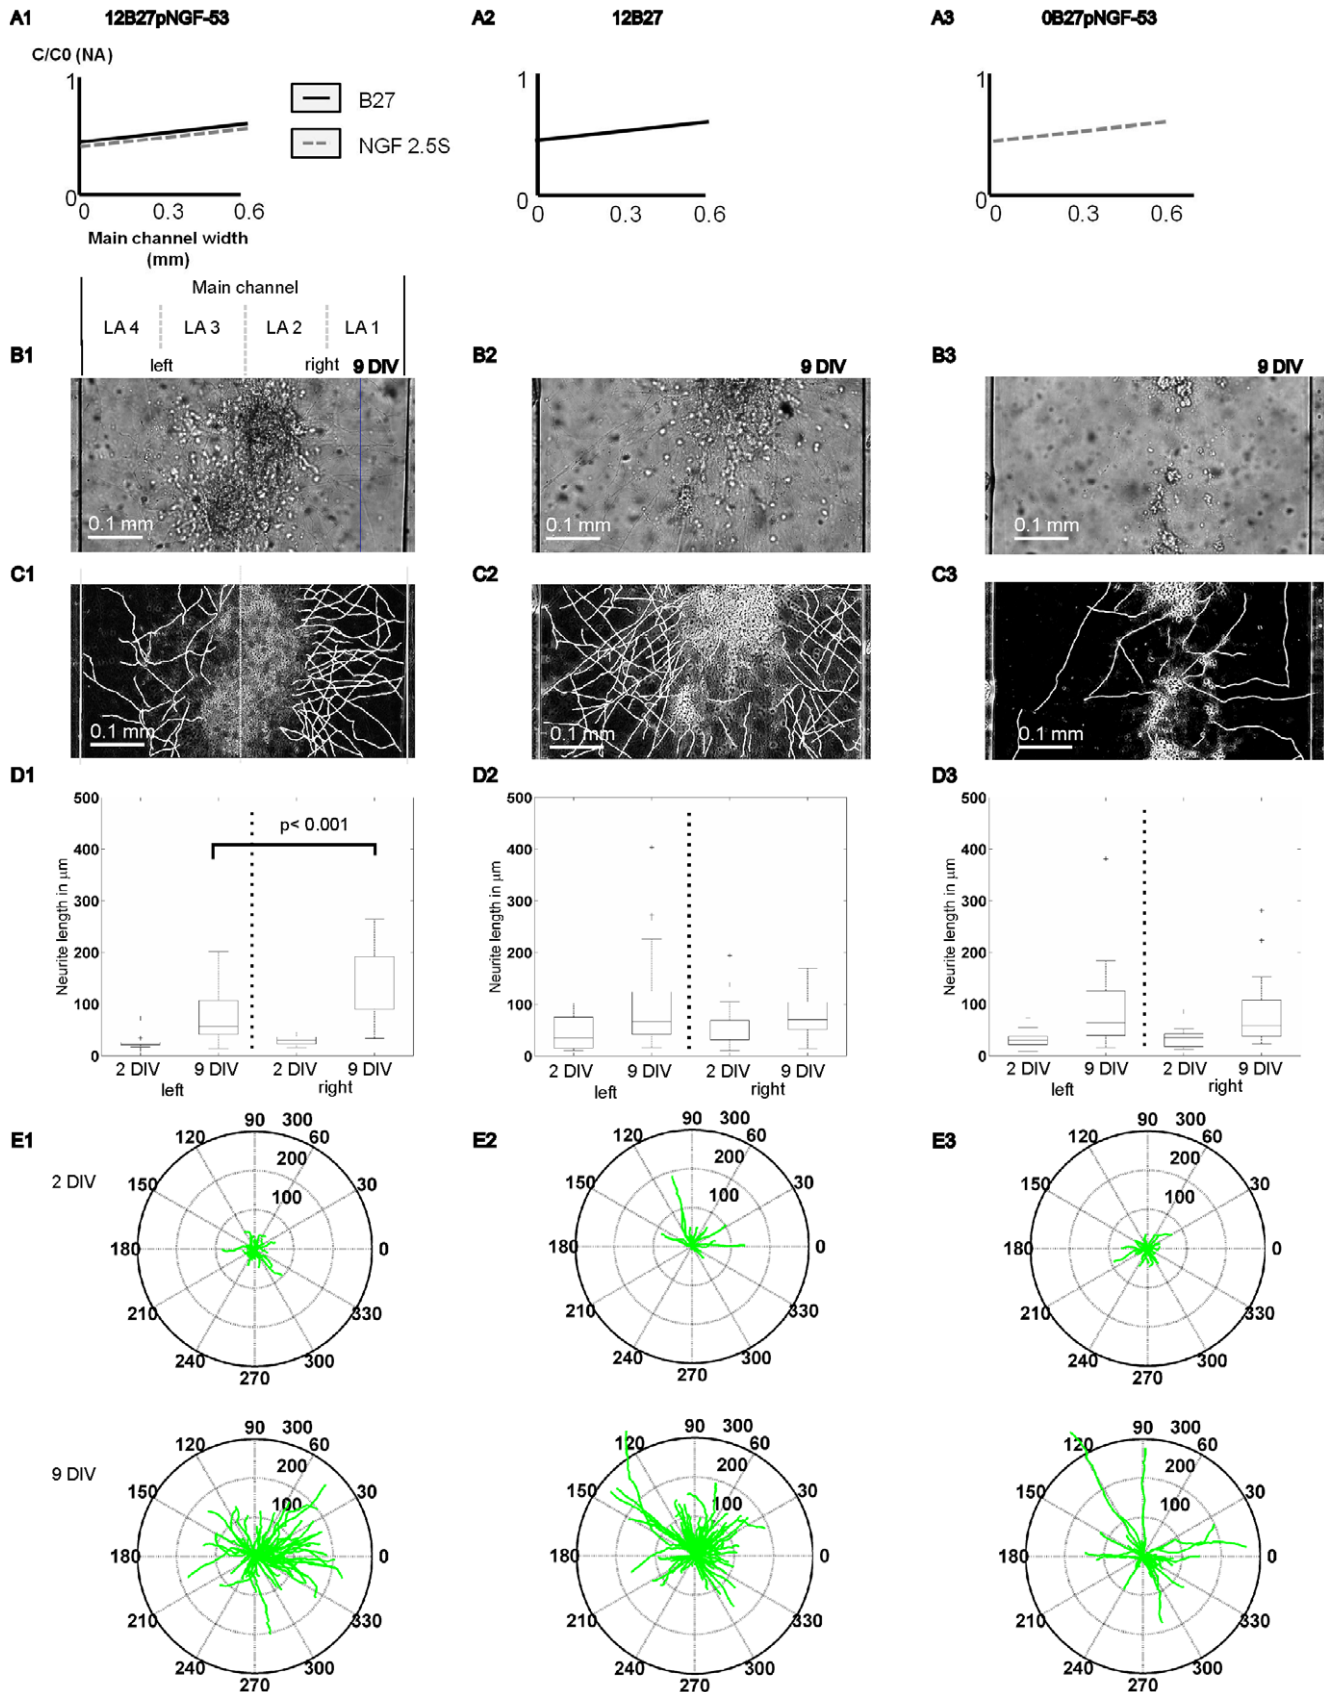 A1 12B27pNGF-53 A2 12B27 A3 0B27pNGF-53
C/C0 (NA)
1 1 1
B27
NGF 2.5S
0 0 0
0 0.3 0.6 0 0.3 0.6 0 0.3 0.6
Main channel width
(mm)
Main channel
LA 4 LA 3 LA 2 LA 1
B1 left right 9 DIV B2 9 DIV B3 9 DIV
0.1 mm 0.1 mm 0.1 mm
C1 C2 C3
0.1 mm 0.1 mm 0.1 mm
D1 D2 D3
500 500 500
p< 0.001
400 400 400
300 300 300
200 200 200
100 100 100
0 0 0
Neurite length in μm Neurite length in μm Neurite length in μm
2 DIV 9 DIV 2 DIV 9 DIV 2 DIV 9 DIV 2 DIV 9 DIV 2 DIV 9 DIV 2 DIV 9 DIV
left right left right left right
E1 E2 E3
2 DIV
90 300 90 300 90 300
120 60 120 60 120 60
200 200 200
150 100 30 150 100 30 150 100 30
180 0 180 0 180 0
210 330 210 330 210 330
240 300 240 300 240 300
270 270 270
9 DIV
90 300 90 300 90 300
120 60 120 60 120 60
200 200 200
150 100 30 150 100 30 150 100 30
180 0 180 0 180 0
210 330 210 330 210 330
240 300 240 300 240 300
270 270 270